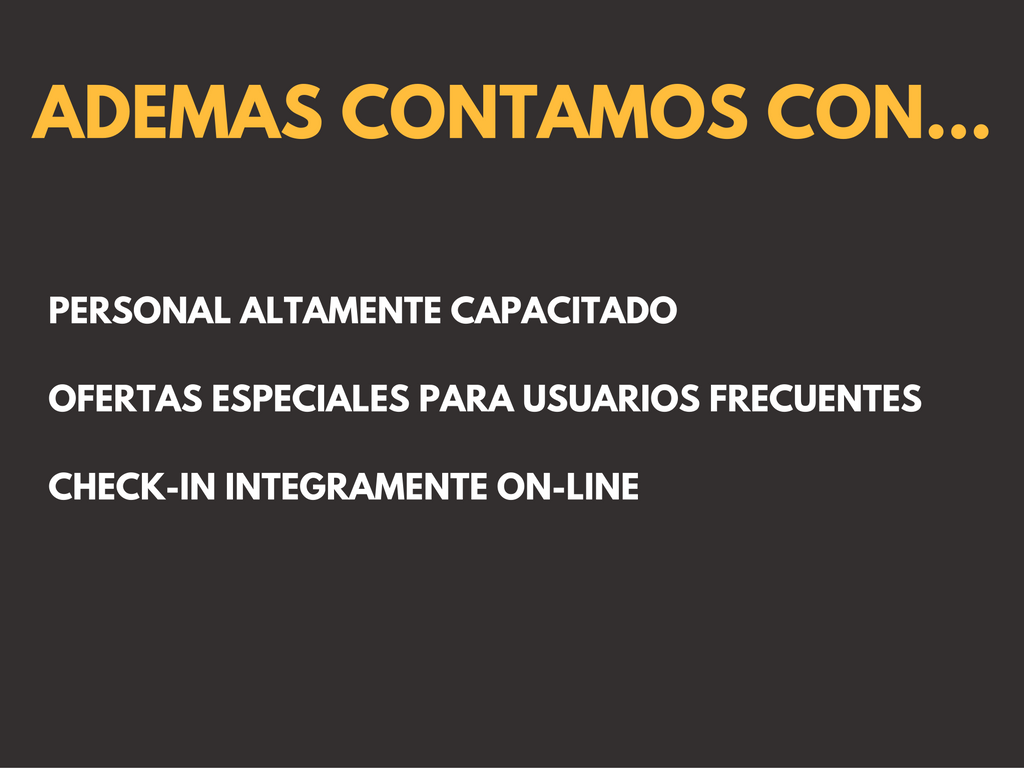 ADEMAS CONTAMOS CON...
PERSONAL ALTAMENTE CAPACITADO
OFERTAS ESPECIALES PARA USUARIOS FRECUENTES
CHECK-IN INTEGRAMENTE ON-LINE